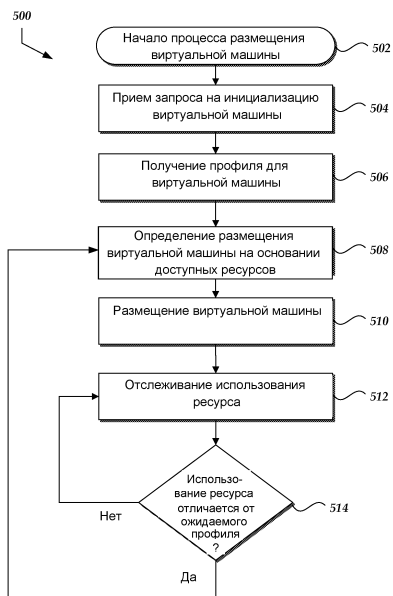 500
Начало процесса размещения
виртуальной машины
502
Прием запроса на инициализацию
виртуальной машины
504
Получение профиля для
виртуальной машины
506
Определение размещения
виртуальной машины на основании
доступных ресурсов
508
Размещение виртуальной машины
510
Отслеживание использования
ресурса
512
Использо-
вание ресурса
отличается от
ожидаемого
профиля
?
514
Нет
Да